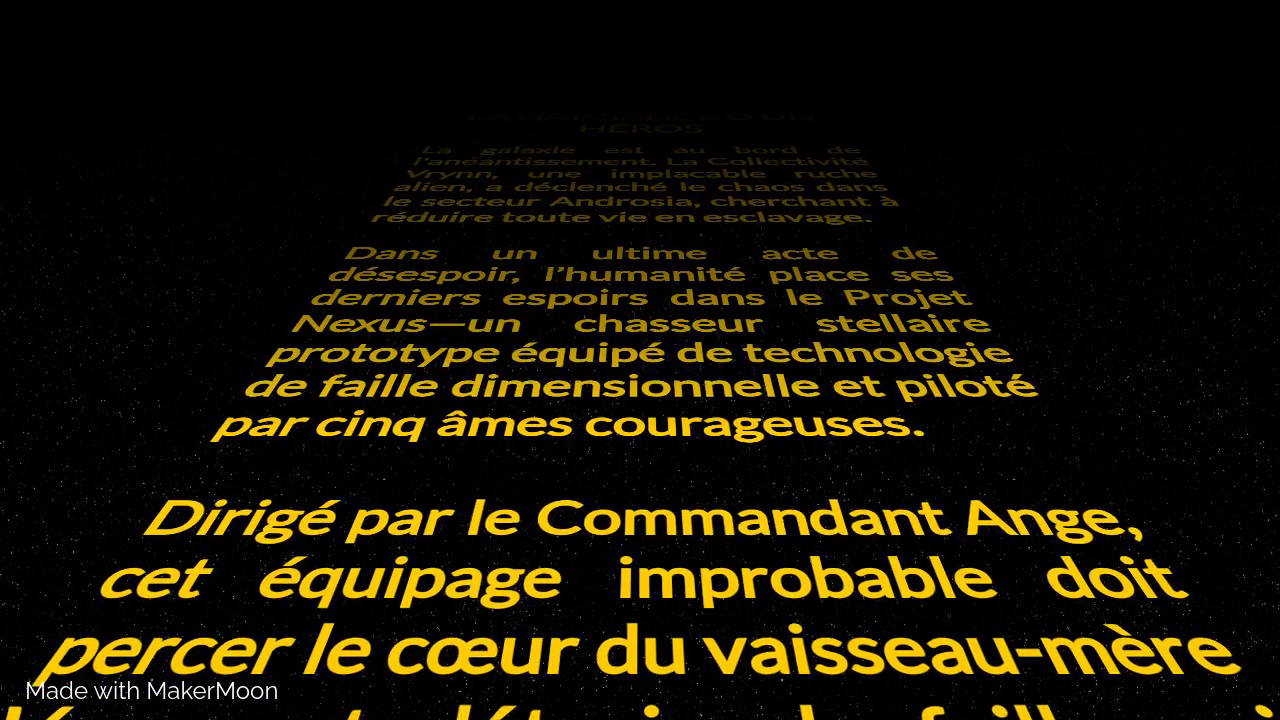 HÉROS
La galaxie est au bord de
l'anéantissement. La Collectivité
Vrynn, une implacable ruche
alien, a déclenché le chaos dans
le secteur Androsia, cherchant à
réduire toute vie en esclavage.
Dans un ultime acte de
désespoir, l’humanité place ses
derniers espoirs dans le Projet
Nexus—un chasseur stellaire
prototype équipé de technologie
de faille dimensionnelle et piloté
par cinq âmes courageuses.
Dirigé par le Commandant Ange,
cet équipage improbable doit
percer le cœur du vaisseau-mère
Made with MakerMoon